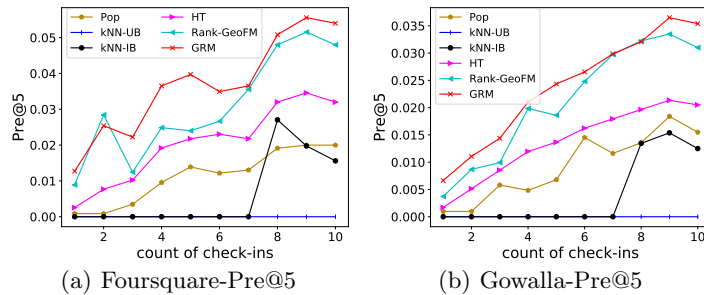 Pop
kNN-UB
kNN-IB
HT
Rank-GeoFM
GRM
Pre@5
0.05
0.04
0.03
0.02
0.01
0.00
2 4 6 8 10
count of check-ins
(a) Foursquare-Pre@5
Pop
kNN-UB
kNN-IB
HT
Rank-GeoFM
GRM
Pre@5
0.035
0.030
0.025
0.020
0.015
0.010
0.005
0.000
2 4 6 8 10
count of check-ins
(b) Gowalla-Pre@5